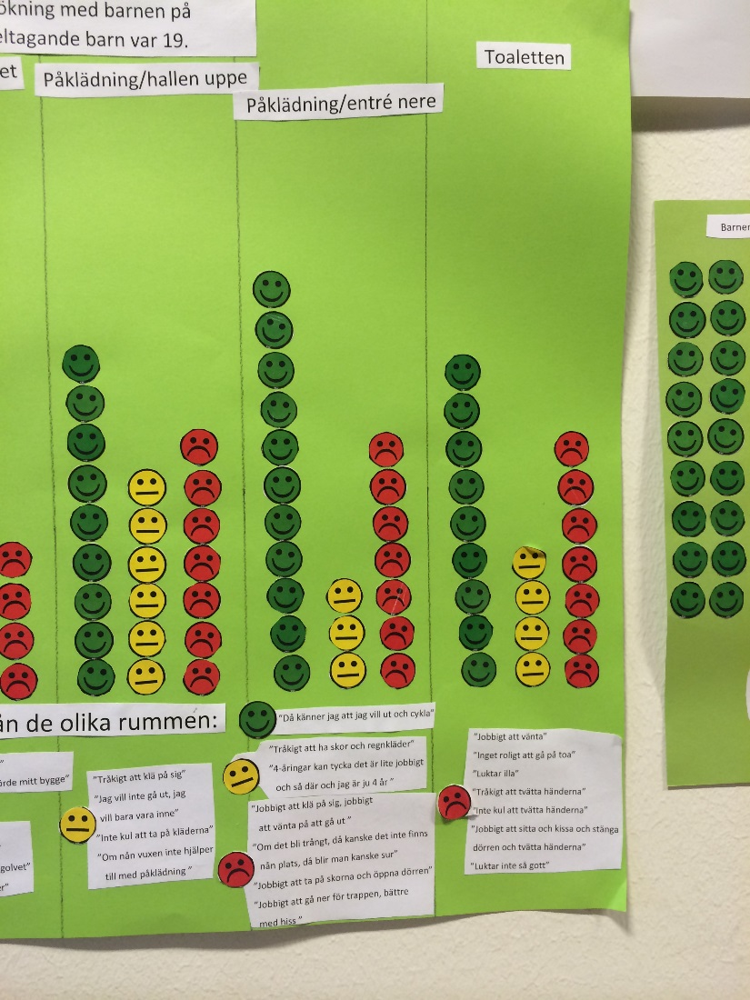 ökning med barnen på
eltagande barn var 19.
et
Påklädning/hallen uppe
Påklädning/entré nere
Toaletten
Barnen
ån de olika rummen:
"
örde mitt bygge"
golvet"
er"
"Tråkigt att klä på sig"
"Jag vill inte gå ut, jag
vill bara vara inne"
"Inte kul att ta på kläderna"
"Om nån vuxen inte hjälper
till med påklädning"
"Då känner jag att jag vill ut och cykla"
"Tråkigt att ha skor och regnkläder"
"4-åringar kan tycka det är lite jobbigt
och så där och jag är ju 4 år"
"Jobbigt att klä på sig, jobbigt
att vänta på att gå ut"
"Om det bli trångt, då kanske det inte finns
nån plats, då blir man kanske sur"
"Jobbigt att ta på skorna och öppna dörren"
"Jobbigt att gå ner för trappen, bättre
med hiss"
"Jobbigt att vänta"
"Inget roligt att gå på toa"
"Luktar illa"
"Tråkigt att tvätta händerna"
"Inte kul att tvätta händerna"
"Jobbigt att sitta och kissa och stänga
dörren och tvätta händerna"
"Luktar inte så gott"